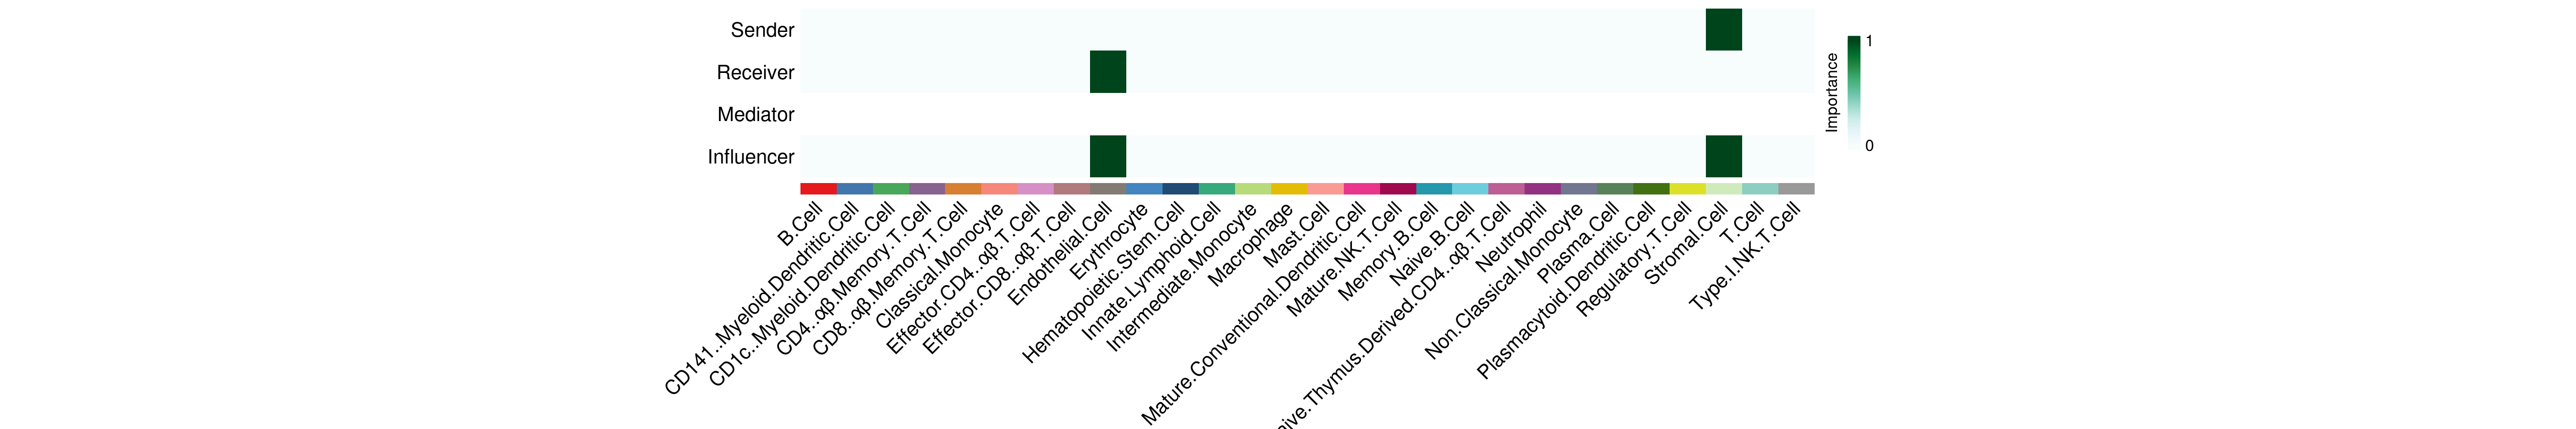 Sender
Receiver
Mediator
Influencer
Importance
1
0
B.Cell
CD141..Myeloid.Dendritic.Cell
CD1c..Myeloid.Dendritic.Cell
CD4..αβ.Memory.T.Cell
CD8..αβ.Memory.T.Cell
Classical.Monocyte
Effector.CD4..αβ.T.Cell
Effector.CD8..αβ.T.Cell
Endothelial.Cell
Erythrocyte
Hematopoietic.Stem.Cell
Innate.Lymphoid.Cell
Intermediate.Monocyte
Macrophage
Mast.Cell
Mature.Conventional.Dendritic.Cell
Mature.NK.T.Cell
Memory.B.Cell
Naive.B.Cell
ive.Thymus.Derived.CD4..αβ.T.Cell
Neutrophil
Non.Classical.Monocyte
Plasma.Cell
Plasmacytoid.Dendritic.Cell
Regulatory.T.Cell
Stromal.Cell
T.Cell
Type.I.NK.T.Cell